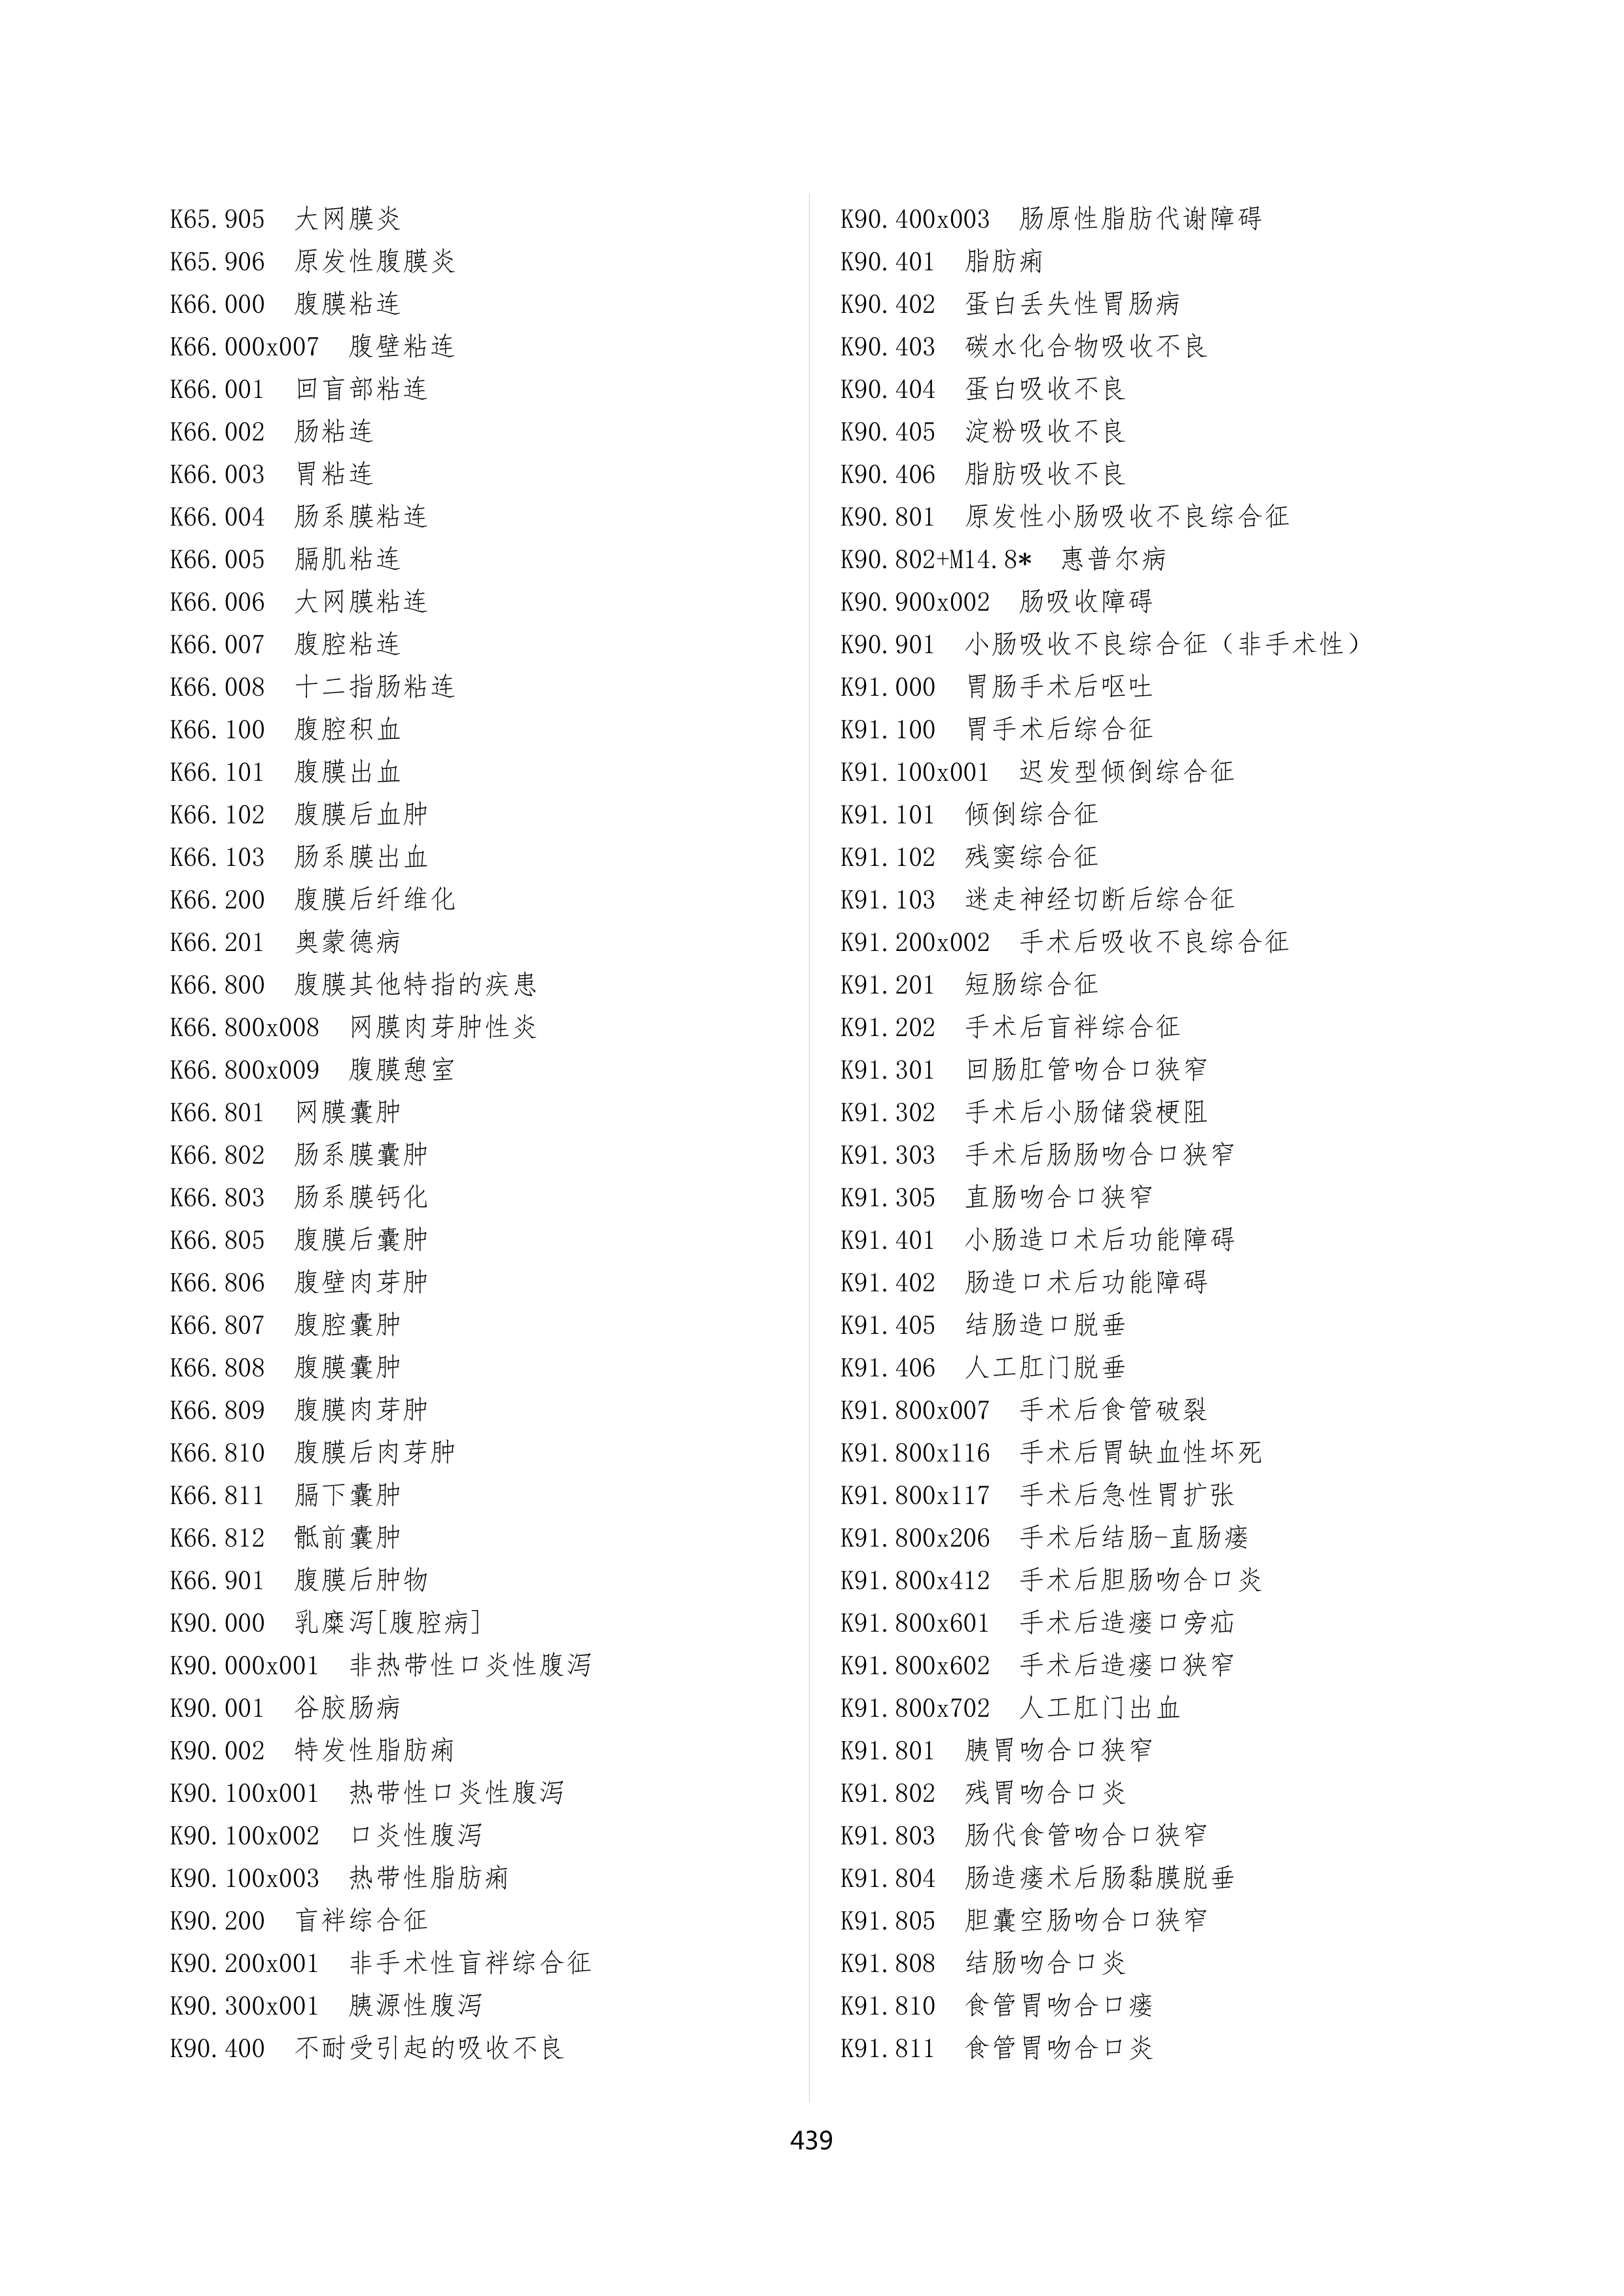 K65.905 大网膜炎
K65.906 原发性腹膜炎
K66.000 腹膜粘连
K66.000x007 腹壁粘连
K66.001 回盲部粘连
K66.002 肠粘连
K66.003 胃粘连
K66.004 肠系膜粘连
K66.005 膈肌粘连
K66.006 大网膜粘连
K66.007 腹腔粘连
K66.008 十二指肠粘连
K66.100 腹腔积血
K66.101 腹膜出血
K66.102 腹膜后血肿
K66.103 肠系膜出血
K66.200 腹膜后纤维化
K66.201 奥蒙德病
K66.800 腹膜其他特指的疾患
K66.800x008 网膜肉芽肿性炎
K66.800x009 腹膜憩室
K66.801 网膜囊肿
K66.802 肠系膜囊肿
K66.803 肠系膜钙化
K66.805 腹膜后囊肿
K66.806 腹壁肉芽肿
K66.807 腹腔囊肿
K66.808 腹膜囊肿
K66.809 腹膜肉芽肿
K66.810 腹膜后肉芽肿
K66.811 膈下囊肿
K66.812 骶前囊肿
K66.901 腹膜后肿物
K90.000 乳糜泻[腹腔病]
K90.000x001 非热带性口炎性腹泻
K90.001 谷胶肠病
K90.002 特发性脂肪痢
K90.100x001 热带性口炎性腹泻
K90.100x002 口炎性腹泻
K90.100x003 热带性脂肪痢
K90.200 盲袢综合征
K90.200x001 非手术性盲袢综合征
K90.300x001 胰源性腹泻
K90.400 不耐受引起的吸收不良
K90.400x003 肠原性脂肪代谢障碍
K90.401 脂肪痢
K90.402 蛋白丢失性胃肠病
K90.403 碳水化合物吸收不良
K90.404 蛋白吸收不良
K90.405 淀粉吸收不良
K90.406 脂肪吸收不良
K90.801 原发性小肠吸收不良综合征
K90.802+M14.8* 惠普尔病
K90.900x002 肠吸收障碍
K90.901 小肠吸收不良综合征（非手术性）
K91.000 胃肠手术后呕吐
K91.100 胃手术后综合征
K91.100x001 迟发型倾倒综合征
K91.101 倾倒综合征
K91.102 残窦综合征
K91.103 迷走神经切断后综合征
K91.200x002 手术后吸收不良综合征
K91.201 短肠综合征
K91.202 手术后盲袢综合征
K91.301 回肠肛管吻合口狭窄
K91.302 手术后小肠储袋梗阻
K91.303 手术后肠肠吻合口狭窄
K91.305 直肠吻合口狭窄
K91.401 小肠造口术后功能障碍
K91.402 肠造口术后功能障碍
K91.405 结肠造口脱垂
K91.406 人工肛门脱垂
K91.800x007 手术后食管破裂
K91.800x116 手术后胃缺血性坏死
K91.800x117 手术后急性胃扩张
K91.800x206 手术后结肠-直肠瘘
K91.800x412 手术后胆肠吻合口炎
K91.800x601 手术后造瘘口旁疝
K91.800x602 手术后造瘘口狭窄
K91.800x702 人工肛门出血
K91.801 胰胃吻合口狭窄
K91.802 残胃吻合口炎
K91.803 肠代食管吻合口狭窄
K91.804 肠造瘘术后肠黏膜脱垂
K91.805 胆囊空肠吻合口狭窄
K91.808 结肠吻合口炎
K91.810 食管胃吻合口瘘
K91.811 食管胃吻合口炎
439